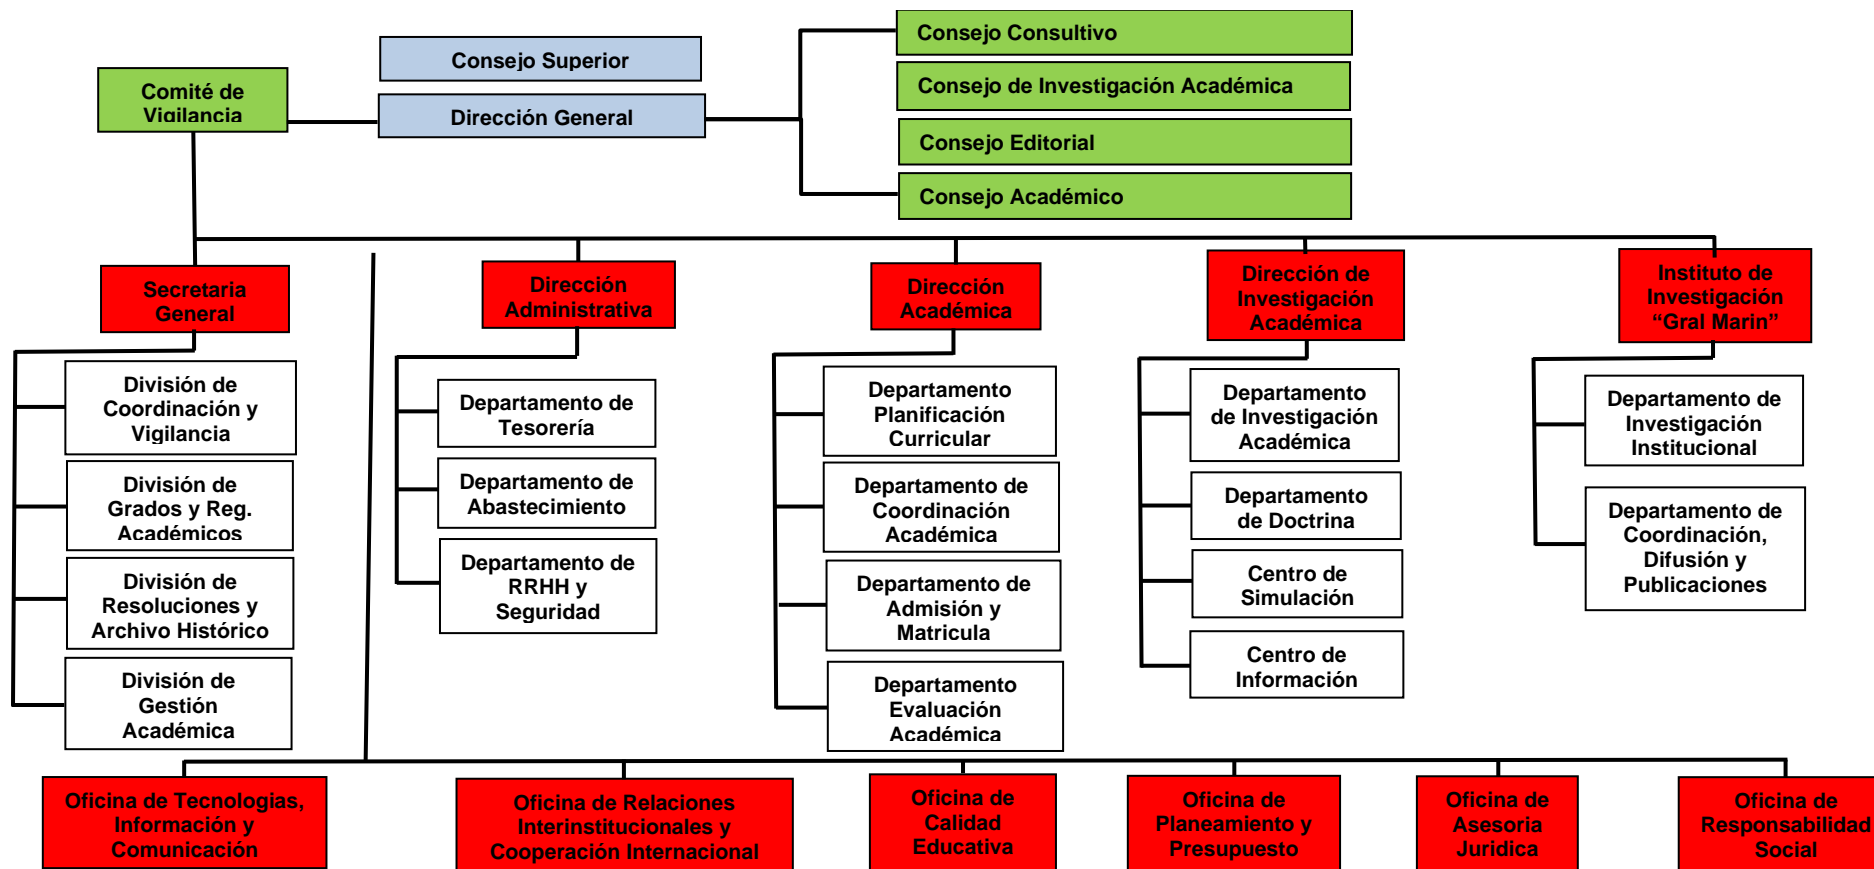 Consejo Superior
Dirección General
Comité de
Vigilancia
Consejo Consultivo
Consejo de Investigación Académica
Consejo Editorial
Consejo Académico
Secretaria
General
Dirección
Administrativa
Dirección
Académica
Dirección de
Investigación
Académica
Instituto de
Investigación
“Gral Marin”
División de
Coordinación y
Vigilancia
División de
Grados y Reg.
Académicos
División de
Resoluciones y
Archivo Histórico
División de
Gestión
Académica
Departamento de
Tesorería
Departamento de
Abastecimiento
Departamento de
RRHH y
Seguridad
Departamento
Planificación
Curricular
Departamento de
Coordinación
Académica
Departamento de
Admisión y
Matricula
Departamento
Evaluación
Académica
Departamento
de Investigación
Académica
Departamento
de Doctrina
Centro de
Simulación
Centro de
Información
Departamento de
Investigación
Institucional
Departamento de
Coordinación,
Difusión y
Publicaciones
Oficina de Tecnologias,
Información y
Comunicación
Oficina de Relaciones
Interinstitucionales y
Cooperación Internacional
Oficina de
Calidad
Educativa
Oficina de
Planeamiento y
Presupuesto
Oficina de
Asesoria
Juridica
Oficina de
Responsabilidad
Social